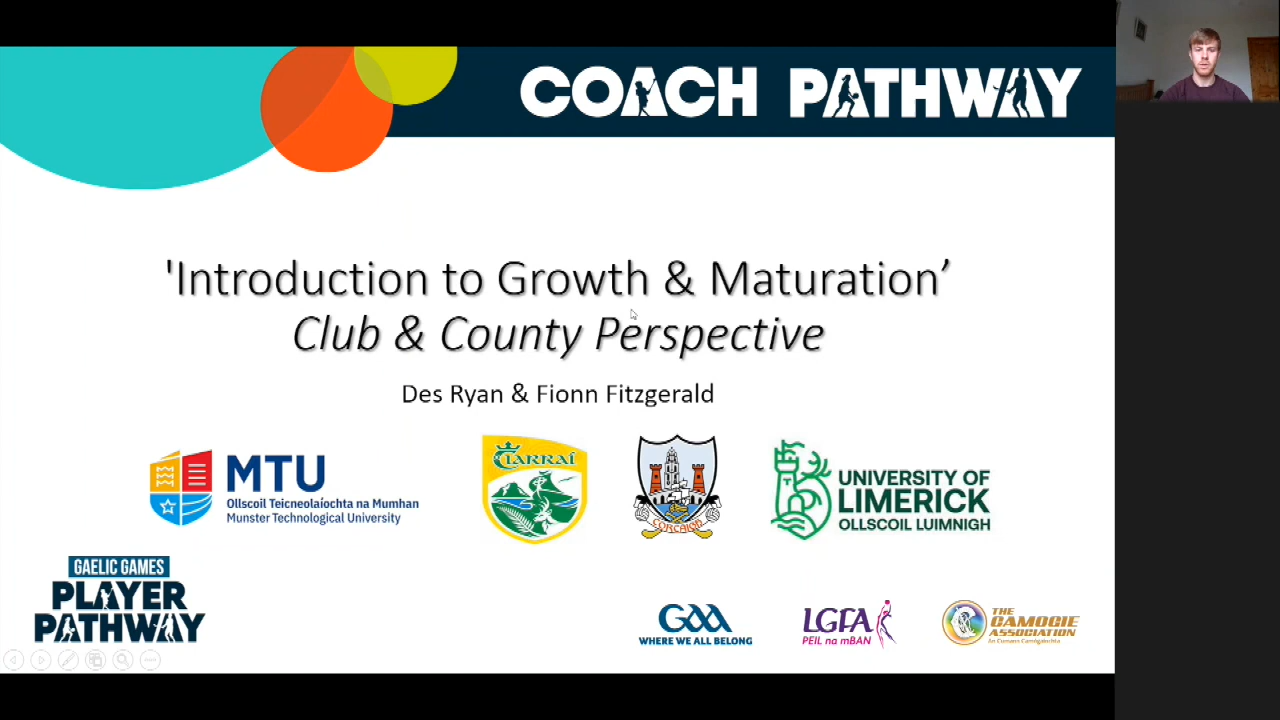 COACH PATHWAY
'Introduction to Growth & Maturation’
Club & County Perspective
Des Ryan & Fionn Fitzgerald
MTU
Ollscoil Teicneolaíochta na Mumhan
Munster Technological University
CIARRAÍ
CORCAIGH
UNIVERSITY OF
LIMERICK
OLLSCOIL LUIMNIGH
GAELIC GAMES
PLAYER
PATHWAY
GAA
WHERE WE ALL BELONG
LGFA
PEIL na mBAN
THE
CAMOGIE
ASSOCIATION
An Cumann Camógaíochta